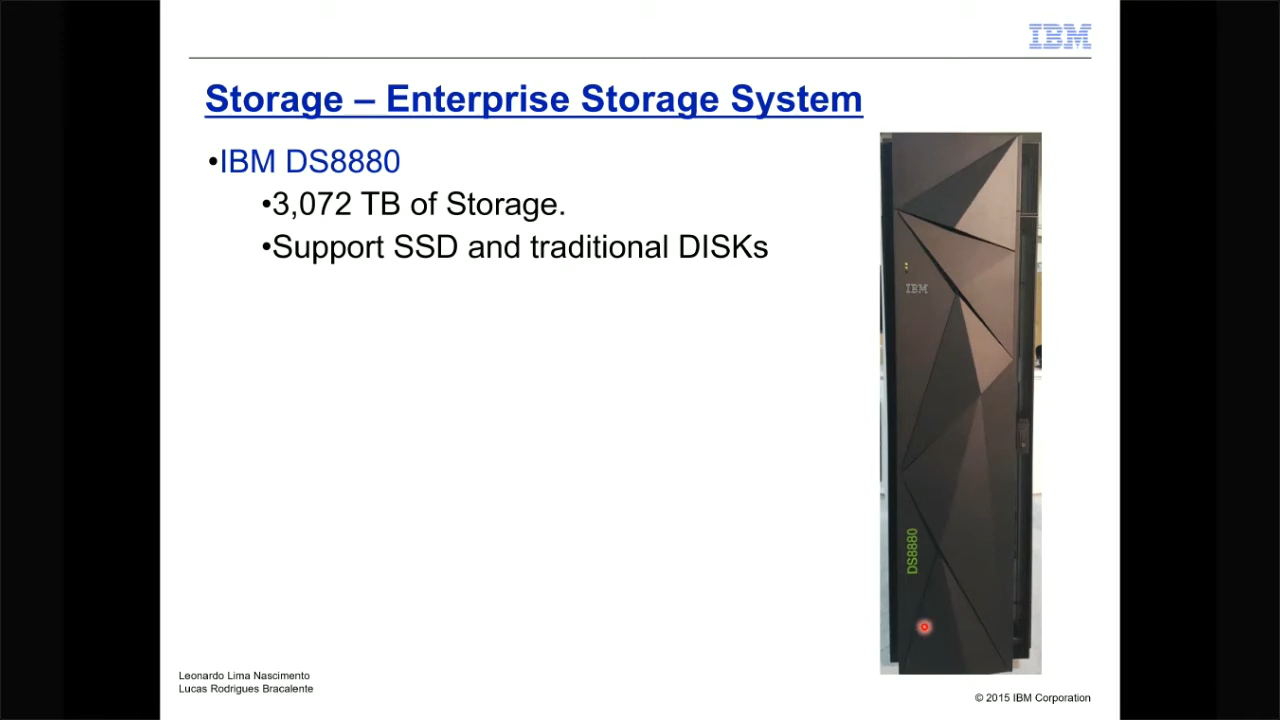 IBM
Storage – Enterprise Storage System
•IBM DS8880
•3,072 TB of Storage.
•Support SSD and traditional DISKs
IBM
DS8880
Leonardo Lima Nascimento
Lucas Rodrigues Bracalente
© 2015 IBM Corporation